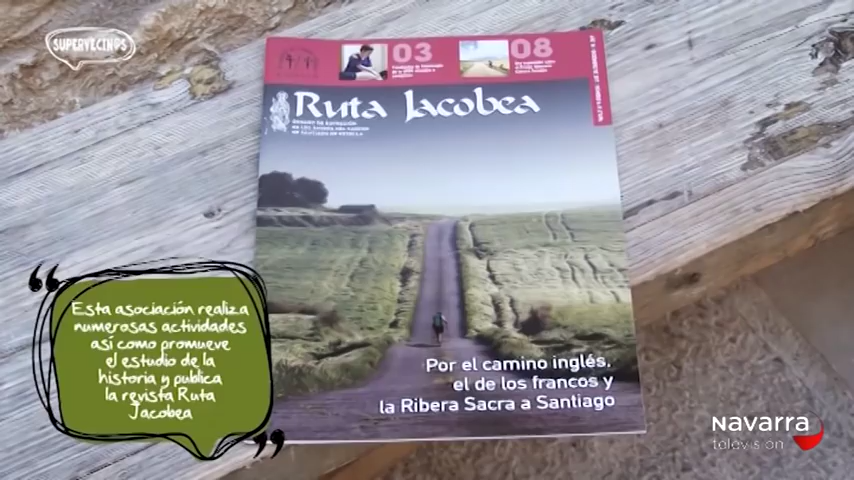 SUPERVECINOS
03
08
Ruta Jacobea
Por el camino inglés,
el de los francos y
la Ribera Sacra a Santiago
Esta asociación realiza
numerosas actividades
así como promueve
el estudio de la
historia y publica
la revista Ruta
Jacobea
navarra
televisión